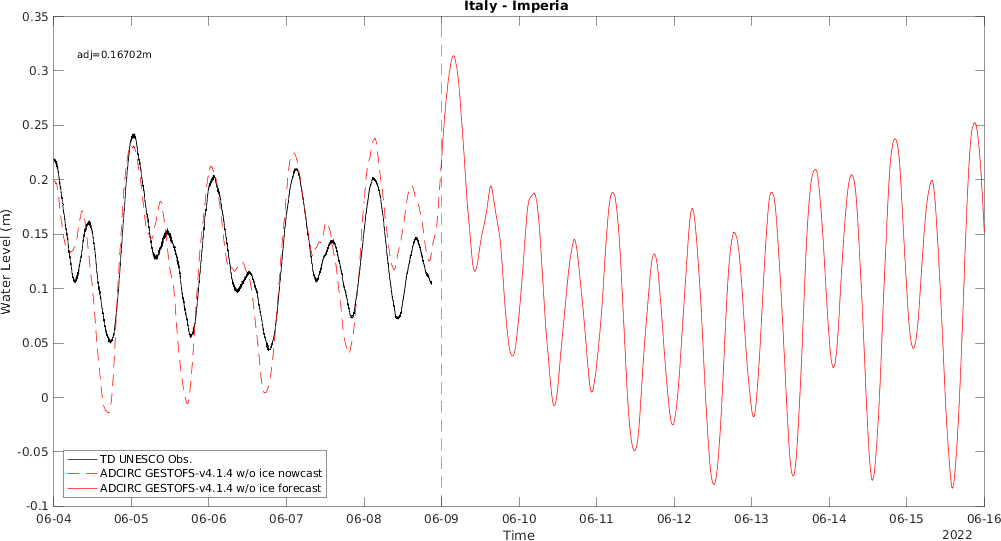 Italy - Imperia
0.35
0.3
0.25
0.2
0.15
0.1
0.05
0
-0.05
-0.1
Water Level (m)
adj=0.16702m
TD UNESCO Obs.
ADCIRC GESTOFS-v4.1.4 w/o ice nowcast
ADCIRC GESTOFS-v4.1.4 w/o ice forecast
06-04 06-05 06-06 06-07 06-08 06-09 06-10 06-11 06-12 06-13 06-14 06-15 06-16
Time
2022